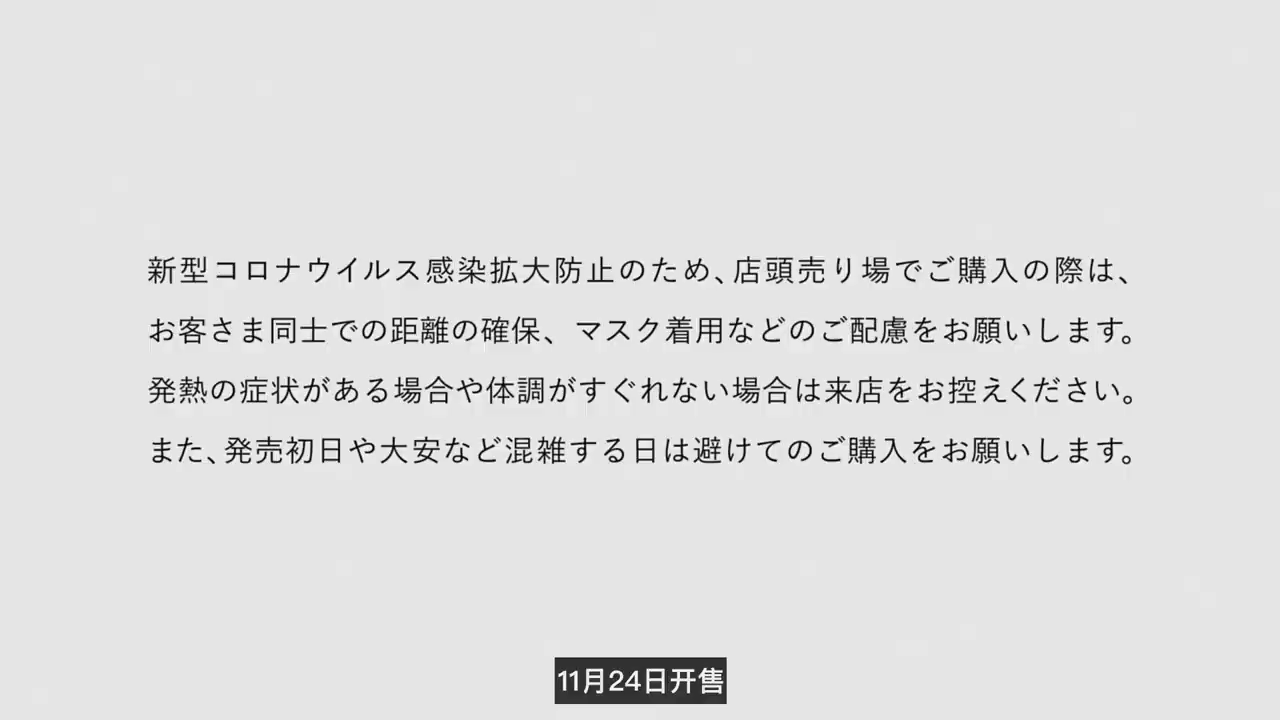 新型コロナウイルス感染拡大防止のため、店頭売り場でご購入の際は、
お客さま同士での距離の確保、マスク着用などのご配慮をお願いします。
発熱の症状がある場合や体調がすぐれない場合は来店をお控えください。
また、発売初日や大安など混雑する日は避けてのご購入をお願いします。
11月24日开售